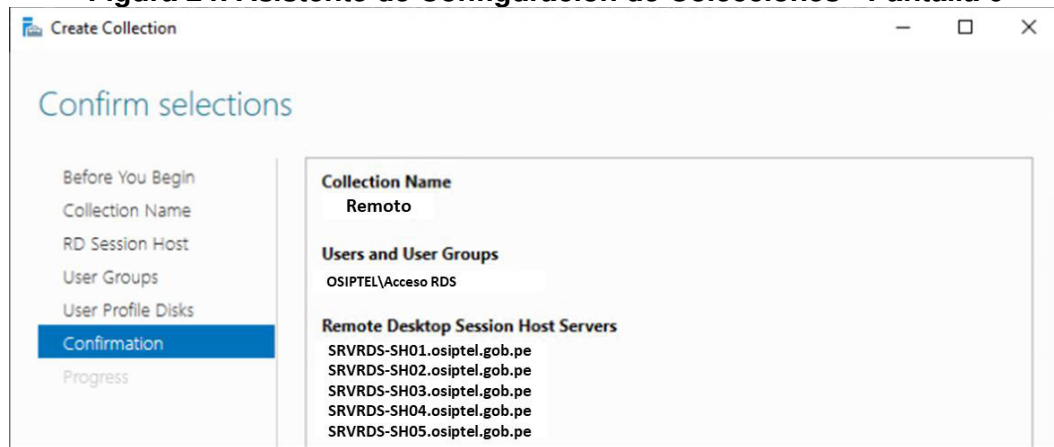 Create Collection
Confirm selections
Before You Begin
Collection Name
RD Session Host
User Groups
User Profile Disks
Confirmation
Progress
Collection Name
Remoto
Users and User Groups
OSIPTEL\Acceso RDS
Remote Desktop Session Host Servers
SRVRDS-SH01.osiptel.gob.pe
SRVRDS-SH02.osiptel.gob.pe
SRVRDS-SH03.osiptel.gob.pe
SRVRDS-SH04.osiptel.gob.pe
SRVRDS-SH05.osiptel.gob.pe